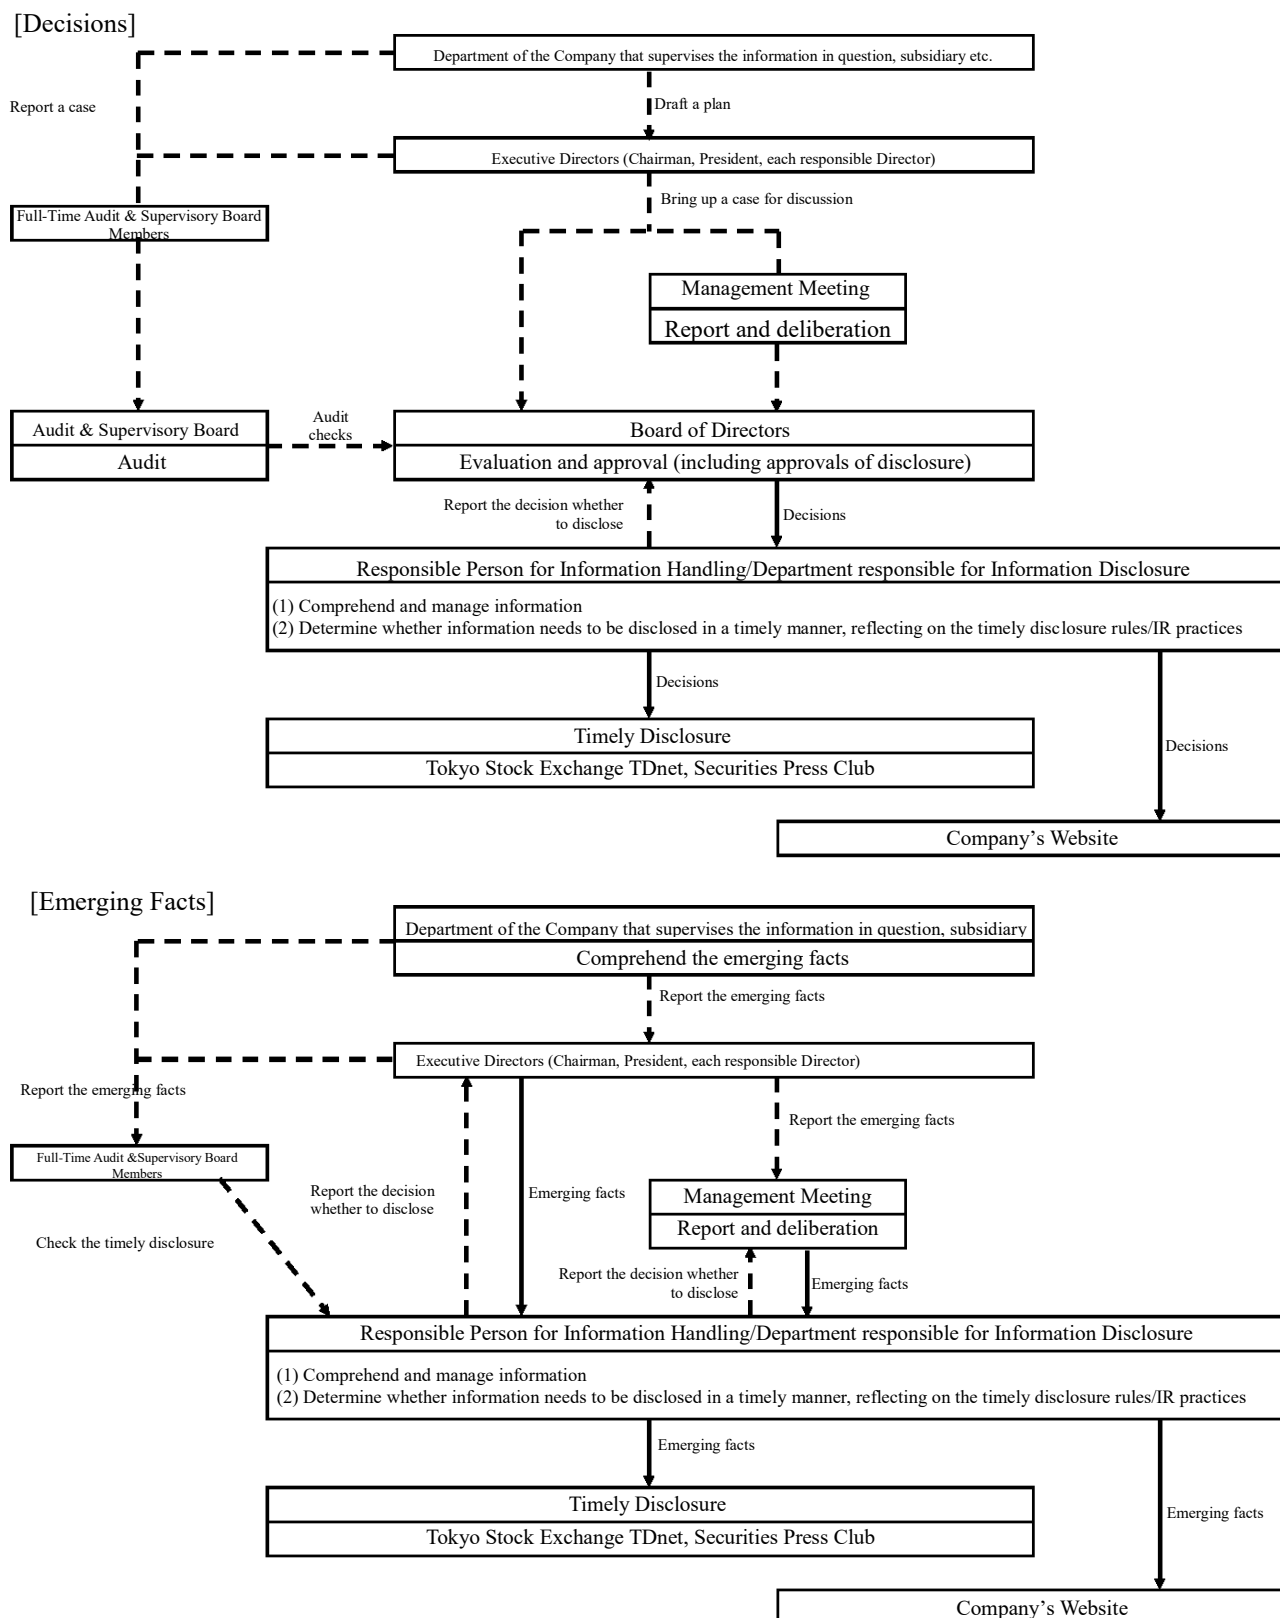 [Decisions]
Department of the Company that supervises the information in question, subsidiary etc.
Report a case
Draft a plan
Executive Directors (Chairman, President, each responsible Director)
Bring up a case for discussion
Full-Time Audit & Supervisory Board
Members
Management Meeting
Report and deliberation
Audit & Supervisory Board
Audit
Audit
checks
Board of Directors
Evaluation and approval (including approvals of disclosure)
Report the decision whether
to disclose
Decisions
Responsible Person for Information Handling/Department responsible for Information Disclosure
(1) Comprehend and manage information
(2) Determine whether information needs to be disclosed in a timely manner, reflecting on the timely disclosure rules/IR practices
Decisions
Timely Disclosure
Tokyo Stock Exchange TDnet, Securities Press Club
Decisions
Company’s Website
[Emerging Facts]
Department of the Company that supervises the information in question, subsidiary
Comprehend the emerging facts
Report the emerging facts
Executive Directors (Chairman, President, each responsible Director)
Report the emerging facts
Report the emerging facts
Full-Time Audit &Supervisory Board
Members
Report the decision
whether to disclose
Emerging facts
Management Meeting
Report and deliberation
Check the timely disclosure
Report the decision whether
to disclose
Emerging facts
Responsible Person for Information Handling/Department responsible for Information Disclosure
(1) Comprehend and manage information
(2) Determine whether information needs to be disclosed in a timely manner, reflecting on the timely disclosure rules/IR practices
Emerging facts
Timely Disclosure
Tokyo Stock Exchange TDnet, Securities Press Club
Emerging facts
Company’s Website